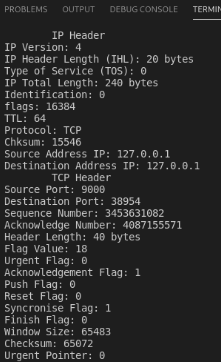 PROBLEMS OUTPUT DEBUG CONSOLE TERMIN
IP Header
IP Version: 4
IP Header Length (IHL): 20 bytes
Type of Service (TOS): 0
IP Total Length: 240 bytes
Identification: 0
flags: 16384
TTL: 64
Protocol: TCP
Chksum: 15546
Source Address IP: 127.0.0.1
Destination Address IP: 127.0.0.1
TCP Header
Source Port: 9000
Destination Port: 38954
Sequence Number: 3453631082
Acknowledge Number: 4087155571
Header Length: 40 bytes
Flag Value: 18
Urgent Flag: 0
Acknowledgement Flag: 1
Push Flag: 0
Reset Flag: 0
Syncronise Flag: 1
Finish Flag: 0
Window Size: 65483
Checksum: 65072
Urgent Pointer: 0